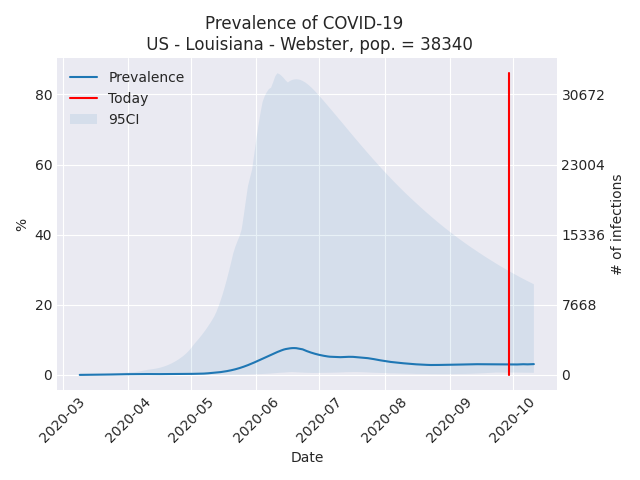 Prevalence of COVID-19
US - Louisiana - Webster, pop. = 38340
Prevalence
Today
95CI
80
60
40
20
0
%
30672
23004
15336
7668
0
# of infections
2020-03
2020-04
2020-05
2020-06
2020-07
2020-08
2020-09
2020-10
Date